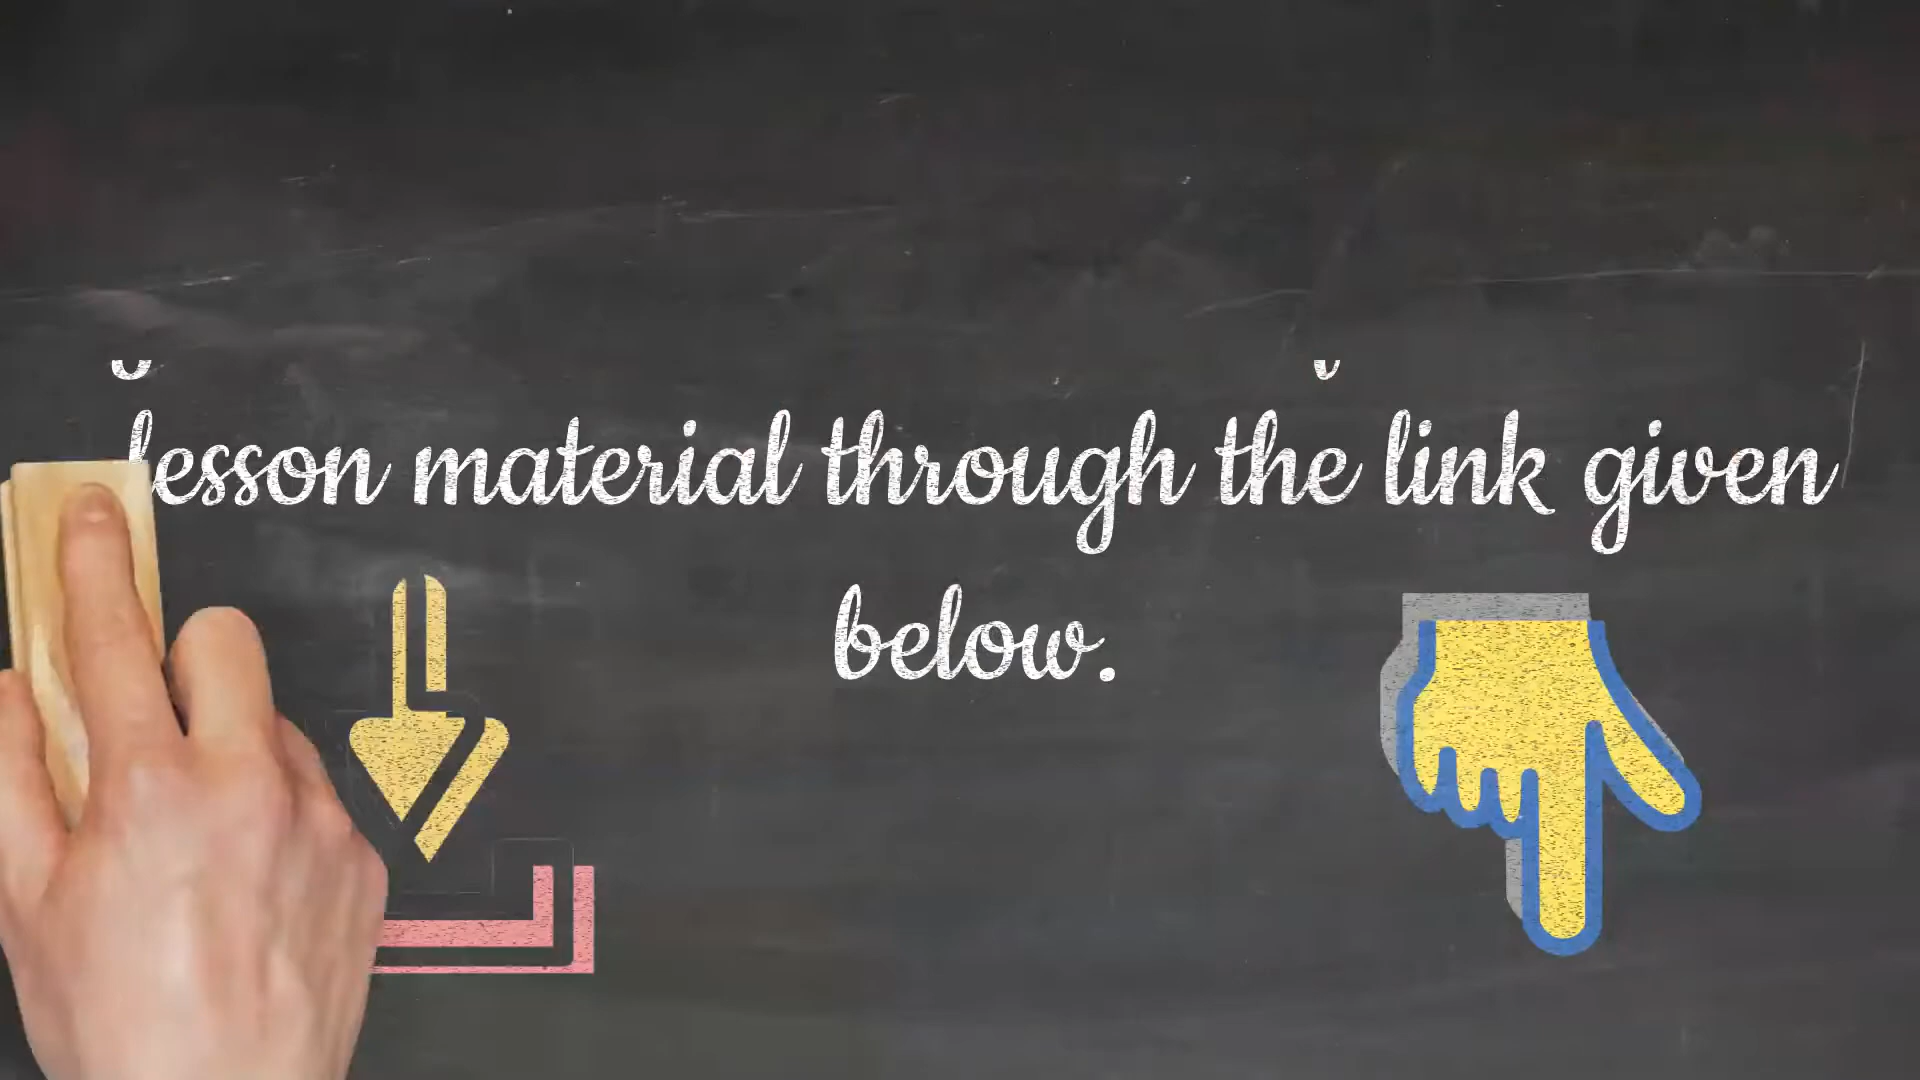 lesson material through the link given
below.